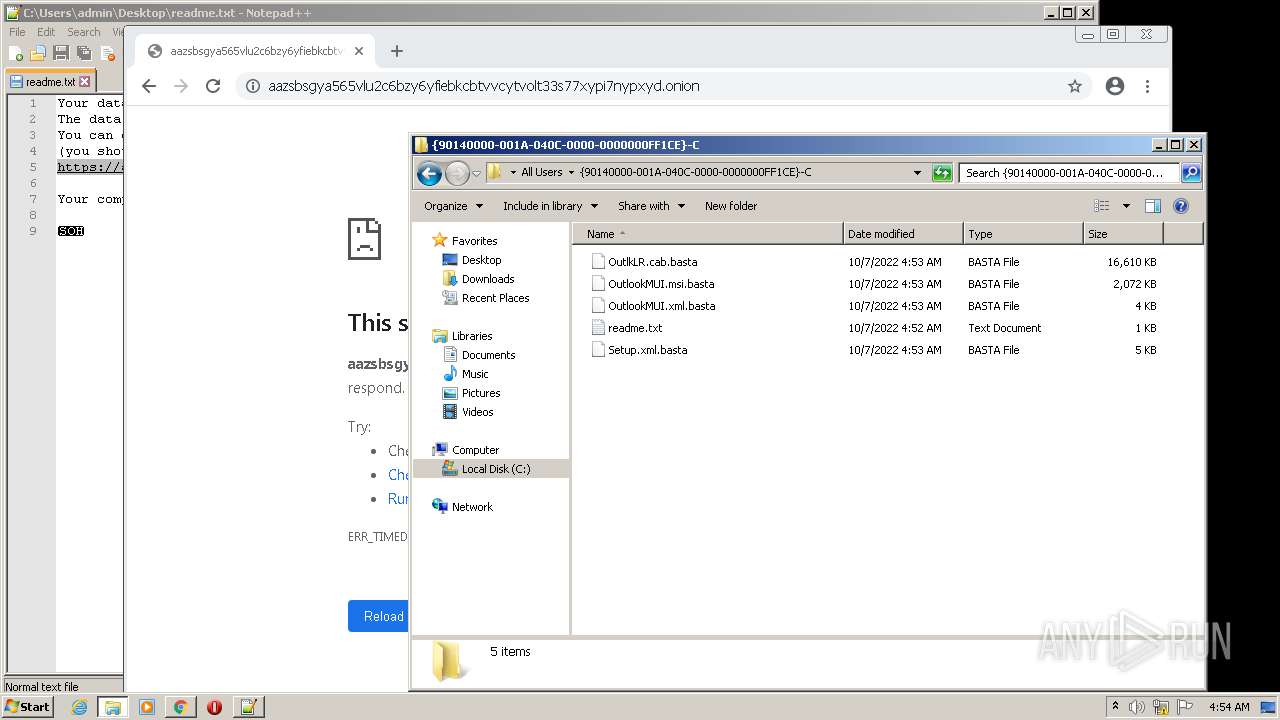 C:\Users\admin\Desktop\readme.txt - Notepad++
File Edit Search
readme.txt
1 Your data
2 The data
3 You can
4 (you shou
5 https://
6
7 Your com
8
9 SOH
Normal text file
aazsbsgya565vlu2c6bzy6yfiebkcbtv
aazsbsgya565vlu2c6bzy6yfiebkcbtvvcytvolt33s77xypi7nypxyd.onion
This s
aazsbsgy
respond.
Try:
Che
Che
Run
ERR_TIMED
Reload
{90140000-001A-040C-0000-0000000FF1CE}-C
All Users {90140000-001A-040C-0000-0000000FF1CE}-C
Search {90140000-001A-040C-0000-0...
Organize Include in library Share with New folder
Favorites
Desktop
Downloads
Recent Places
Libraries
Documents
Music
Pictures
Videos
Computer
Local Disk (C:)
Network
Name Date modified Type Size
OutlkLR.cab.basta 10/7/2022 4:53 AM BASTA File 16,610 KB
OutlookMUI.msi.basta 10/7/2022 4:53 AM BASTA File KB
OutlookMUI.xml.basta 10/7/2022 4:53 AM BASTA File 4 KB
readme.txt 10/7/2022 4:52 AM Text Document KB
Setup.xml.basta 10/7/2022 4:53 AM BASTA File 5 KB
5 items
ANY RUN
Start
4:54 AM